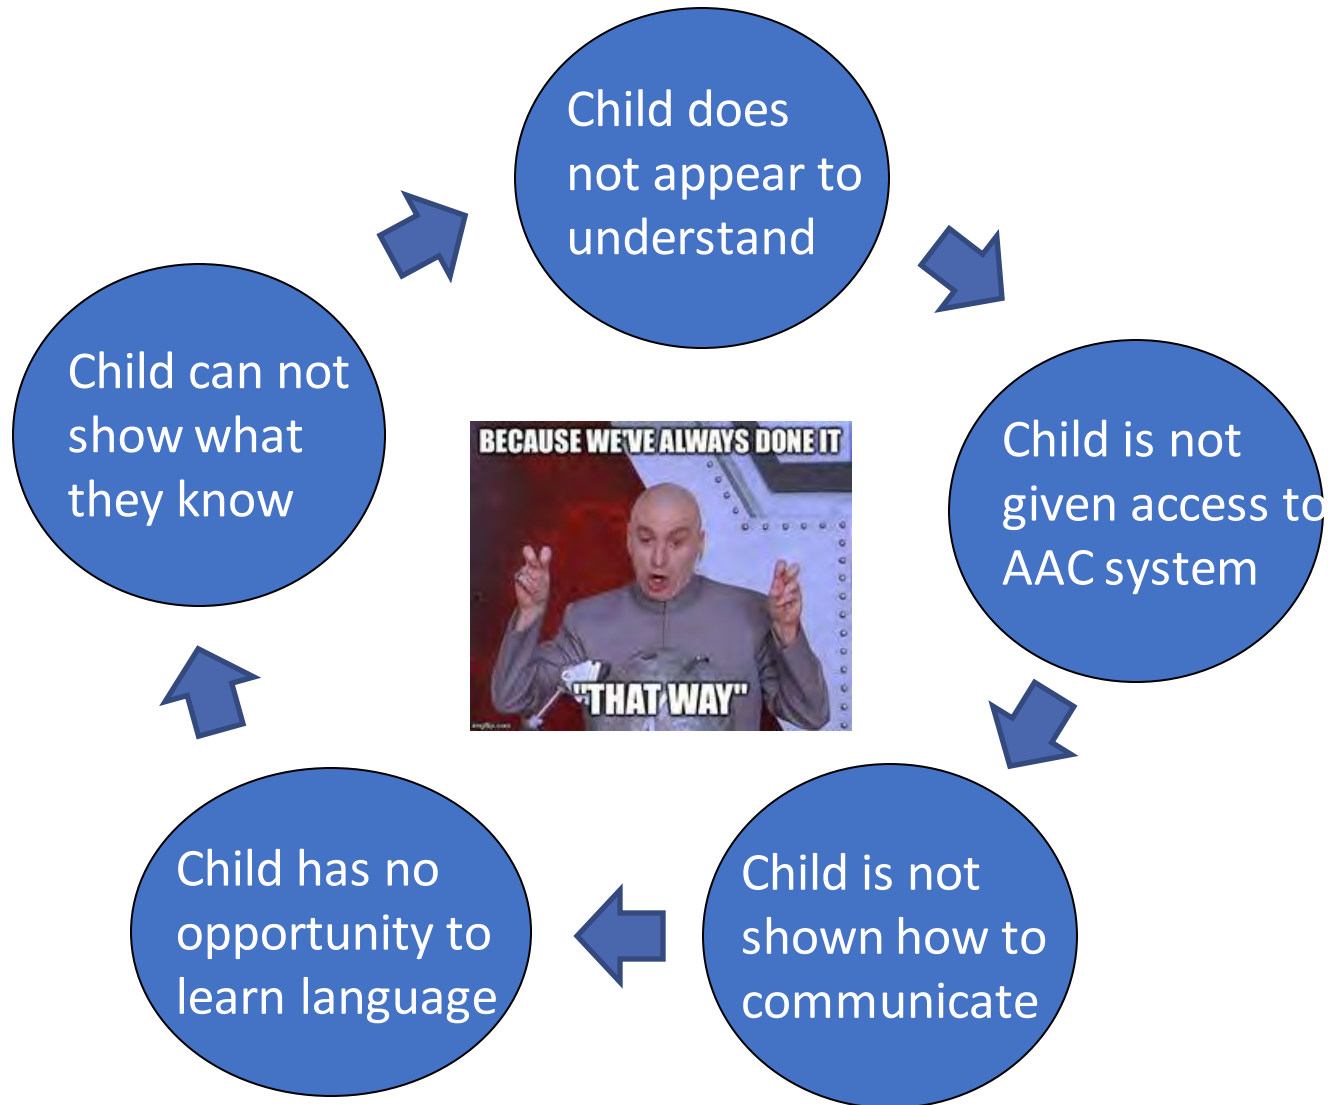 Child does
not appear to
understand
Child is not
given access to
AAC system
Child is not
shown how to
communicate
Child has no
opportunity to
learn language
Child can not
show what
they know
BECAUSE WE'VE ALWAYS DONE IT
"THAT WAY"
imgflip.com